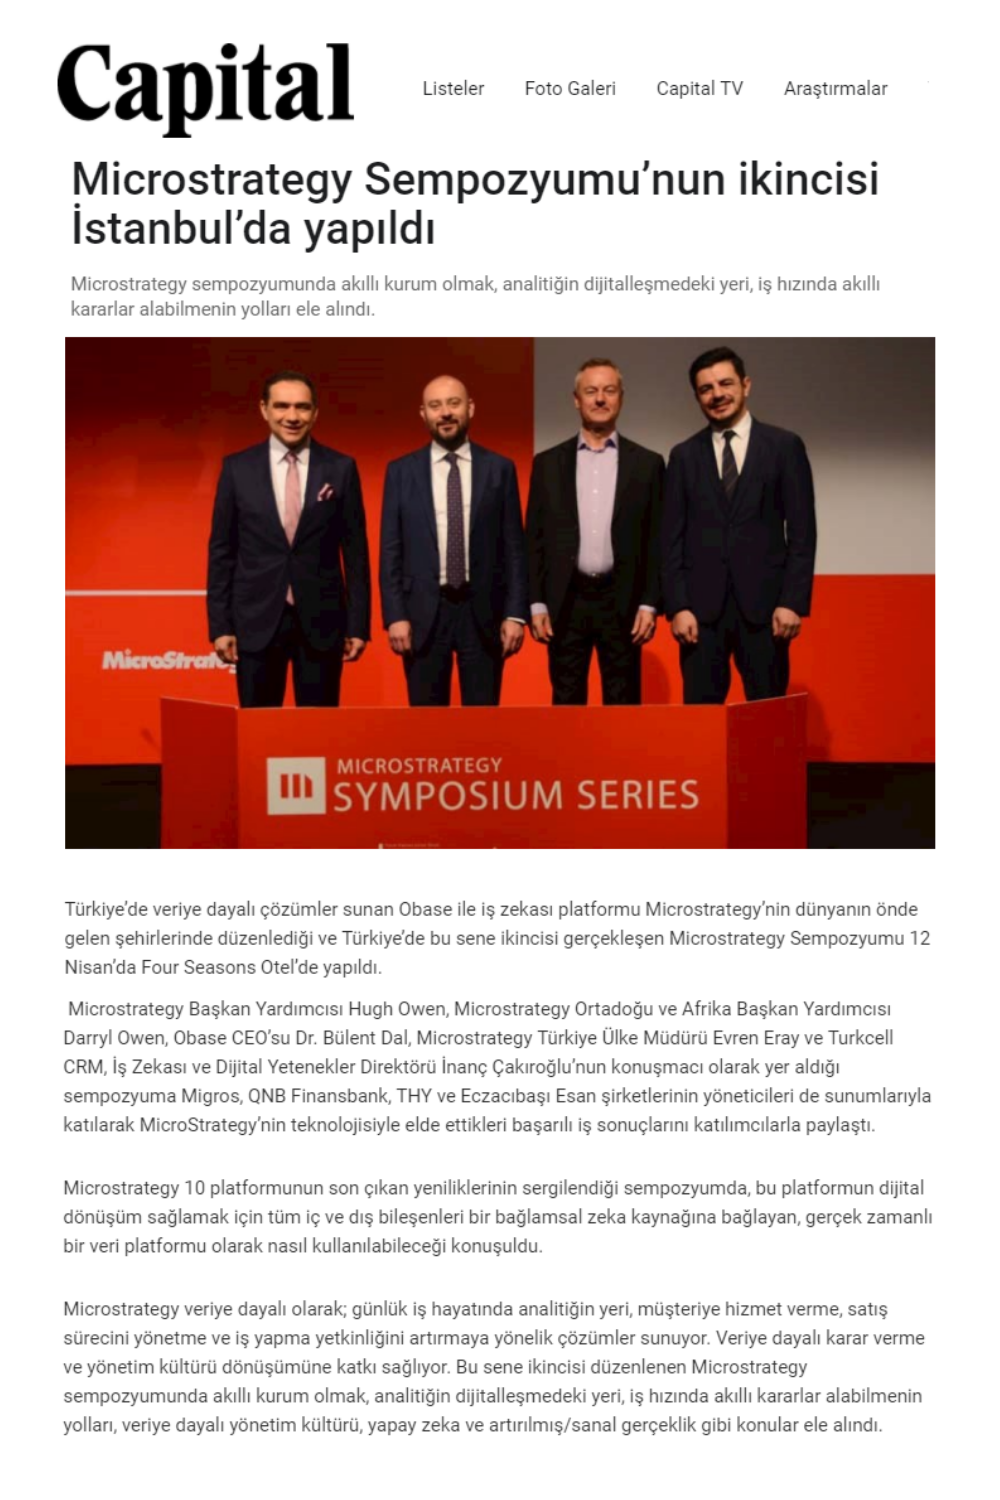 Capital
Listeler Foto Galeri Capital TV Araştırmalar
Microstrategy Sempozyumu’nun ikincisi
İstanbul’da yapıldı
Microstrategy sempozyumunda akıllı kurum olmak, analitiğin dijitalleşmedeki yeri, iş hızında akıllı
kararlar alabilmenin yolları ele alındı.
MicroStrateg
MICROSTRATEGY
SYMPOSIUM SERIES
Türkiye’de veriye dayalı çözümler sunan Obase ile iş zekası platformu Microstrategy’nin dünyanın önde
gelen şehirlerinde düzenlediği ve Türkiye’de bu sene ikincisi gerçekleşen Microstrategy Sempozyumu 12
Nisan’da Four Seasons Otel’de yapıldı.
Microstrategy Başkan Yardımcısı Hugh Owen, Microstrategy Ortadoğu ve Afrika Başkan Yardımcısı
Darryl Owen, Obase CEO’su Dr. Bülent Dal, Microstrategy Türkiye Ülke Müdürü Evren Eray ve Turkcell
CRM, İş Zekası ve Dijital Yetenekler Direktörü İnanç Çakıroğlu’nun konuşmacı olarak yer aldığı
sempozyuma Migros, QNB Finansbank, THY ve Eczacıbaşı Esan şirketlerinin yöneticileri de sunumlarıyla
katılarak MicroStrategy’nin teknolojisiyle elde ettikleri başarılı iş sonuçlarını katılımcılarla paylaştı.
Microstrategy 10 platformunun son çıkan yeniliklerinin sergilendiği sempozyumda, bu platformun dijital
dönüşüm sağlamak için tüm iç ve dış bileşenleri bir bağlamsal zeka kaynağına bağlayan, gerçek zamanlı
bir veri platformu olarak nasıl kullanılabileceği konuşuldu.
Microstrategy veriye dayalı olarak; günlük iş hayatında analitiğin yeri, müşteriye hizmet verme, satış
sürecini yönetme ve iş yapma yetkinliğini artırmaya yönelik çözümler sunuyor. Veriye dayalı karar verme
ve yönetim kültürü dönüşümüne katkı sağlıyor. Bu sene ikincisi düzenlenen Microstrategy
sempozyumunda akıllı kurum olmak, analitiğin dijitalleşmedeki yeri, iş hızında akıllı kararlar alabilmenin
yolları, veriye dayalı yönetim kültürü, yapay zeka ve artırılmış/sanal gerçeklik gibi konular ele alındı.